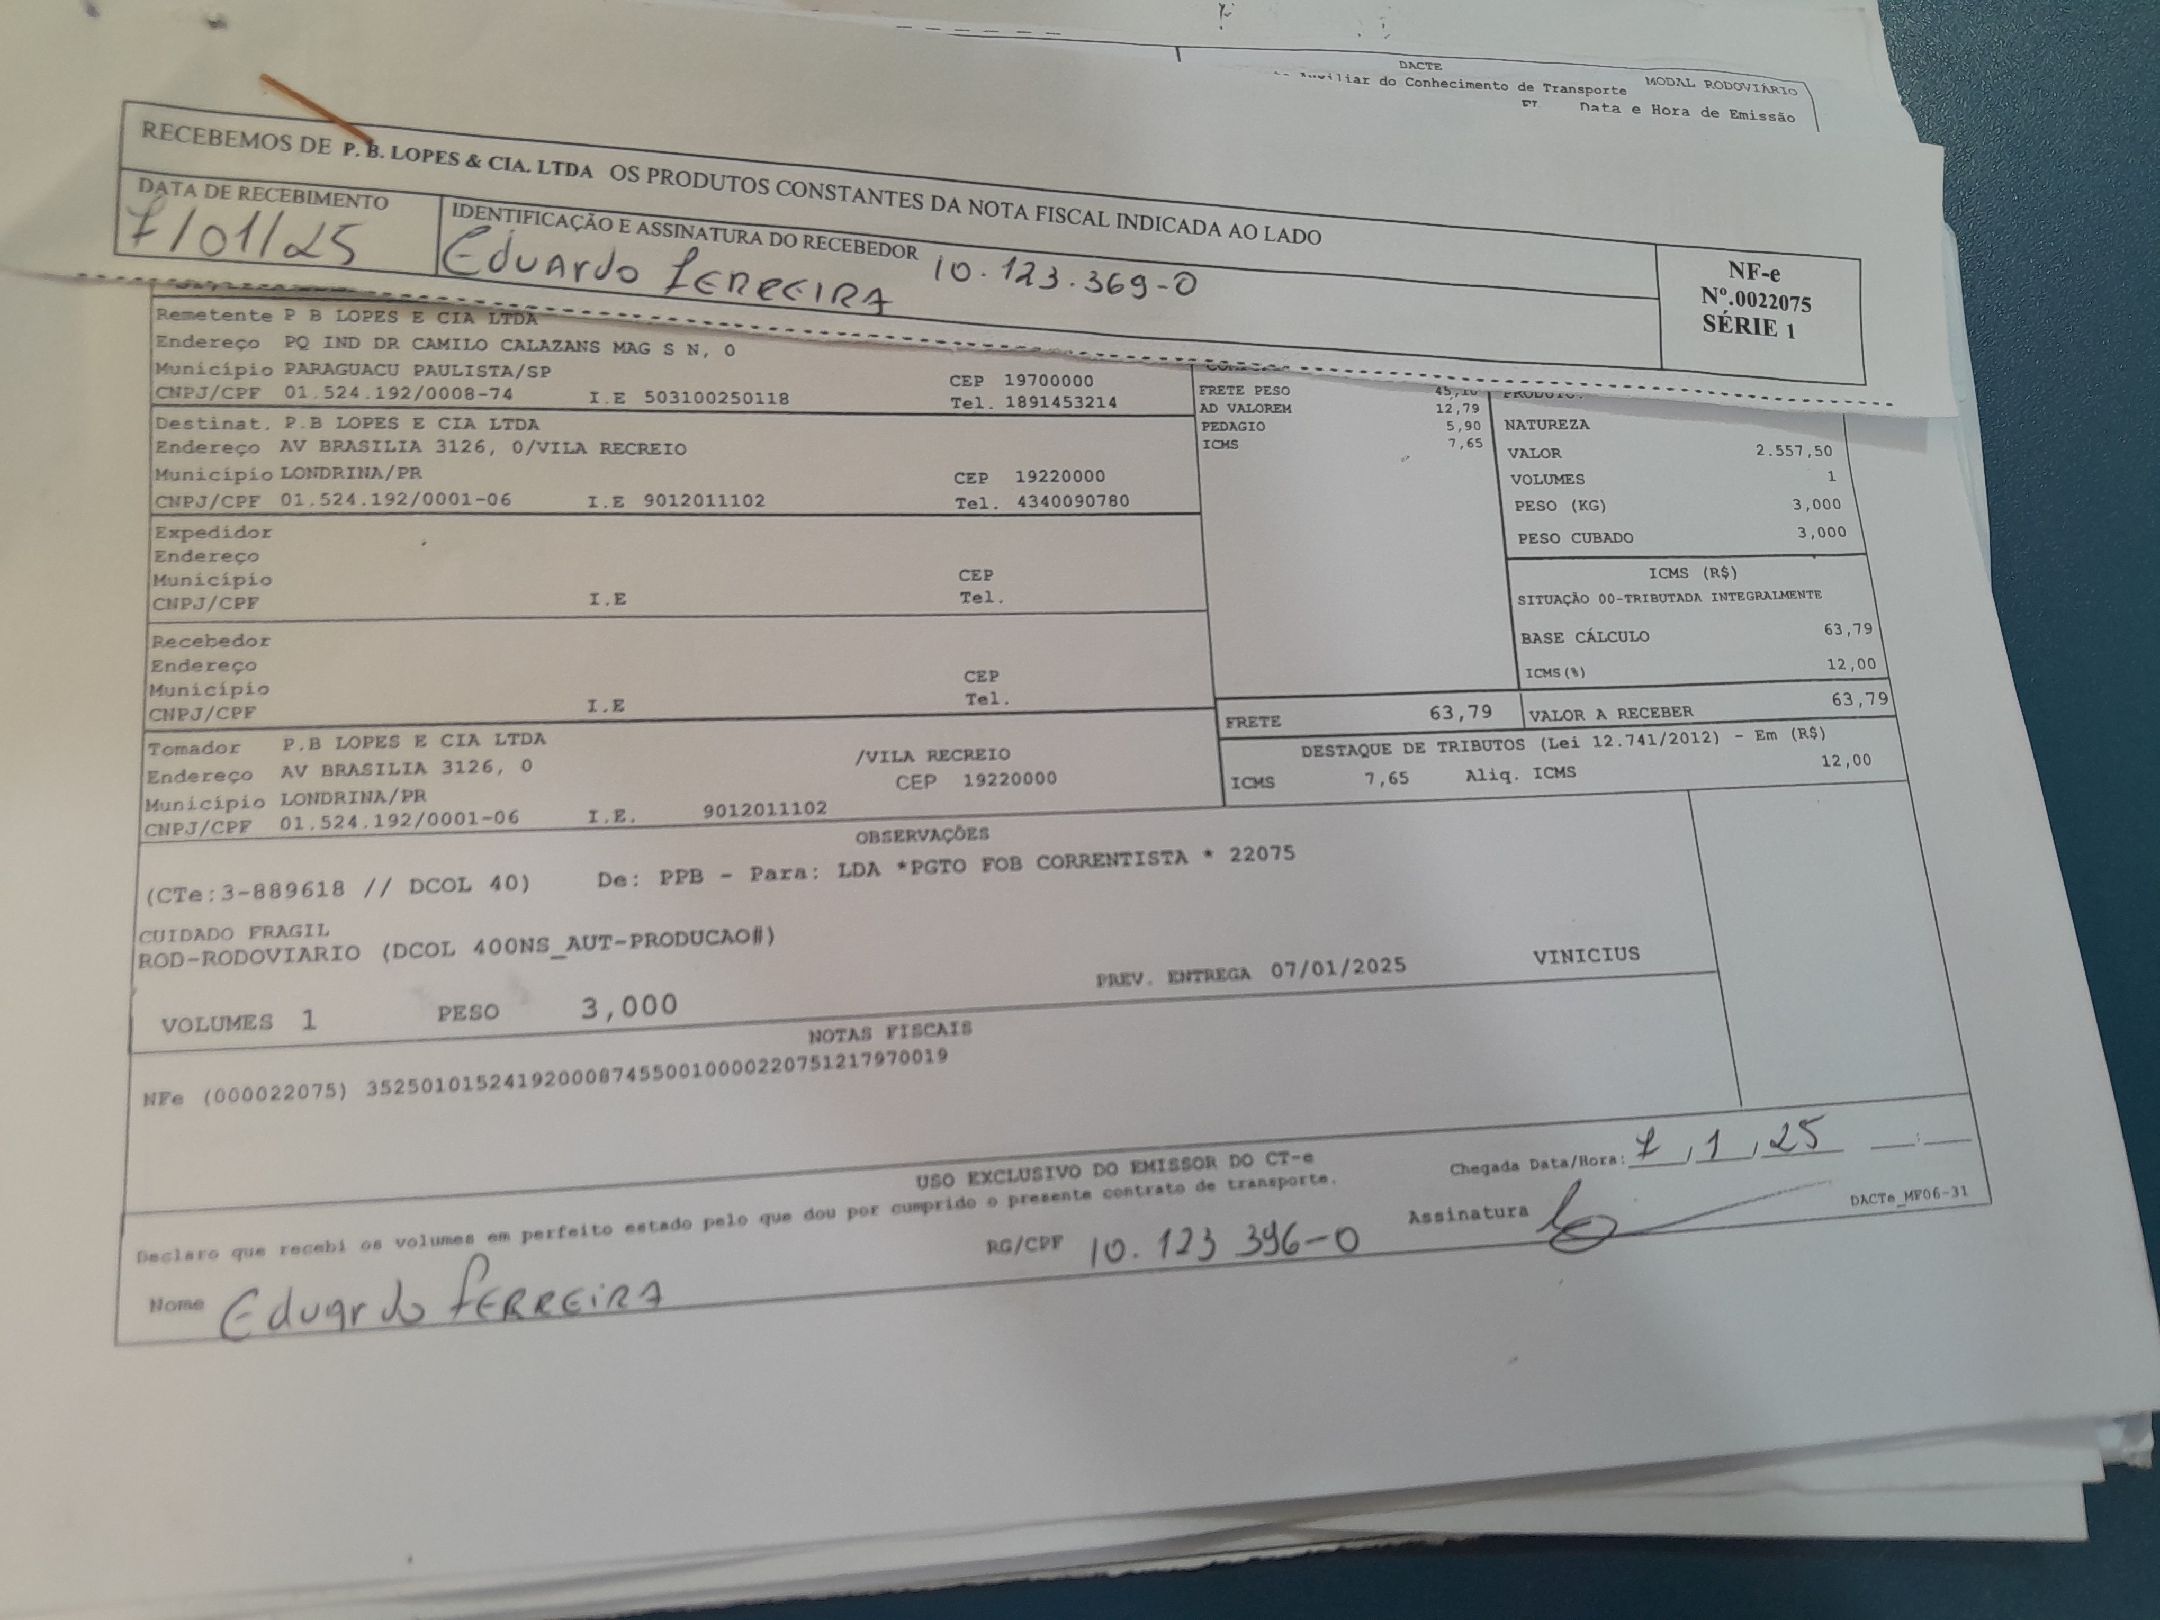 DACTE
Auxiliar do Conhecimento de Transporte MODAL RODOVIÁRIO
Data e Hora de Emissão
RECEBEMOS DE P. B. LOPES & CIA. LTDA OS PRODUTOS CONSTANTES DA NOTA FISCAL INDICADA AO LADO
DATA DE RECEBIMENTO
7/01/25
IDENTIFICAÇÃO E ASSINATURA DO RECEBEDOR
Eduardo FERREIRA 10.123.369-0
NF-e
Nº.0022075
SÉRIE 1
Remetente P B LOPES E CIA LTDA
Endereço PQ IND DR CAMILO CALAZANS MAG S N, 0
Município PARAGUACU PAULISTA/SP CEP 19700000
CNPJ/CPF 01.524.192/0008-74 I.E 503100250118 Tel. 1891453214
Destinat. P.B LOPES E CIA LTDA
Endereço AV BRASILIA 3126, 0/VILA RECREIO
Município LONDRINA/PR CEP 19220000
CNPJ/CPF 01.524.192/0001-06 I.E 9012011102 Tel. 4340090780
Expedidor
Endereço
Município CEP
CNPJ/CPF I.E Tel.
Recebedor
Endereço
Município CEP
CNPJ/CPF I.E Tel.
Tomador P.B LOPES E CIA LTDA
Endereço AV BRASILIA 3126, 0 /VILA RECREIO
Município LONDRINA/PR CEP 19220000
CNPJ/CPF 01.524.192/0001-06 I.E. 9012011102
FRETE PESO
AD VALOREM 12,79
PEDAGIO 5,90
ICMS 7,65
PRODUTO:
NATUREZA
VALOR 2.557,50
VOLUMES 1
PESO (KG) 3,000
PESO CUBADO 3,000
ICMS (R$)
SITUAÇÃO 00-TRIBUTADA INTEGRALMENTE
BASE CÁLCULO 63,79
ICMS(%) 12,00
FRETE 63,79 VALOR A RECEBER 63,79
DESTAQUE DE TRIBUTOS (Lei 12.741/2012) - Em (R$)
ICMS 7,65 Aliq. ICMS 12,00
OBSERVAÇÕES
(CTe:3-889618 // DCOL 40) De: PPB - Para: LDA *PGTO FOB CORRENTISTA * 22075
CUIDADO FRAGIL
ROD-RODOVIARIO (DCOL 400NS_AUT-PRODUCAO#)
PREV. ENTREGA 07/01/2025 VINICIUS
VOLUMES 1 PESO 3,000
NOTAS FISCAIS
NFe (000022075) 35250101524192000874550010000220751217970019
USO EXCLUSIVO DO EMISSOR DO CT-e
Declaro que recebi os volumes em perfeito estado pelo que dou por cumprido o presente contrato de transporte.
Chegada Data/Hora: 7 / 1 / 25 __:__
Nome Eduardo FERREIRA RG/CPF 10.123 396-0 Assinatura
DACTe_MF06-31